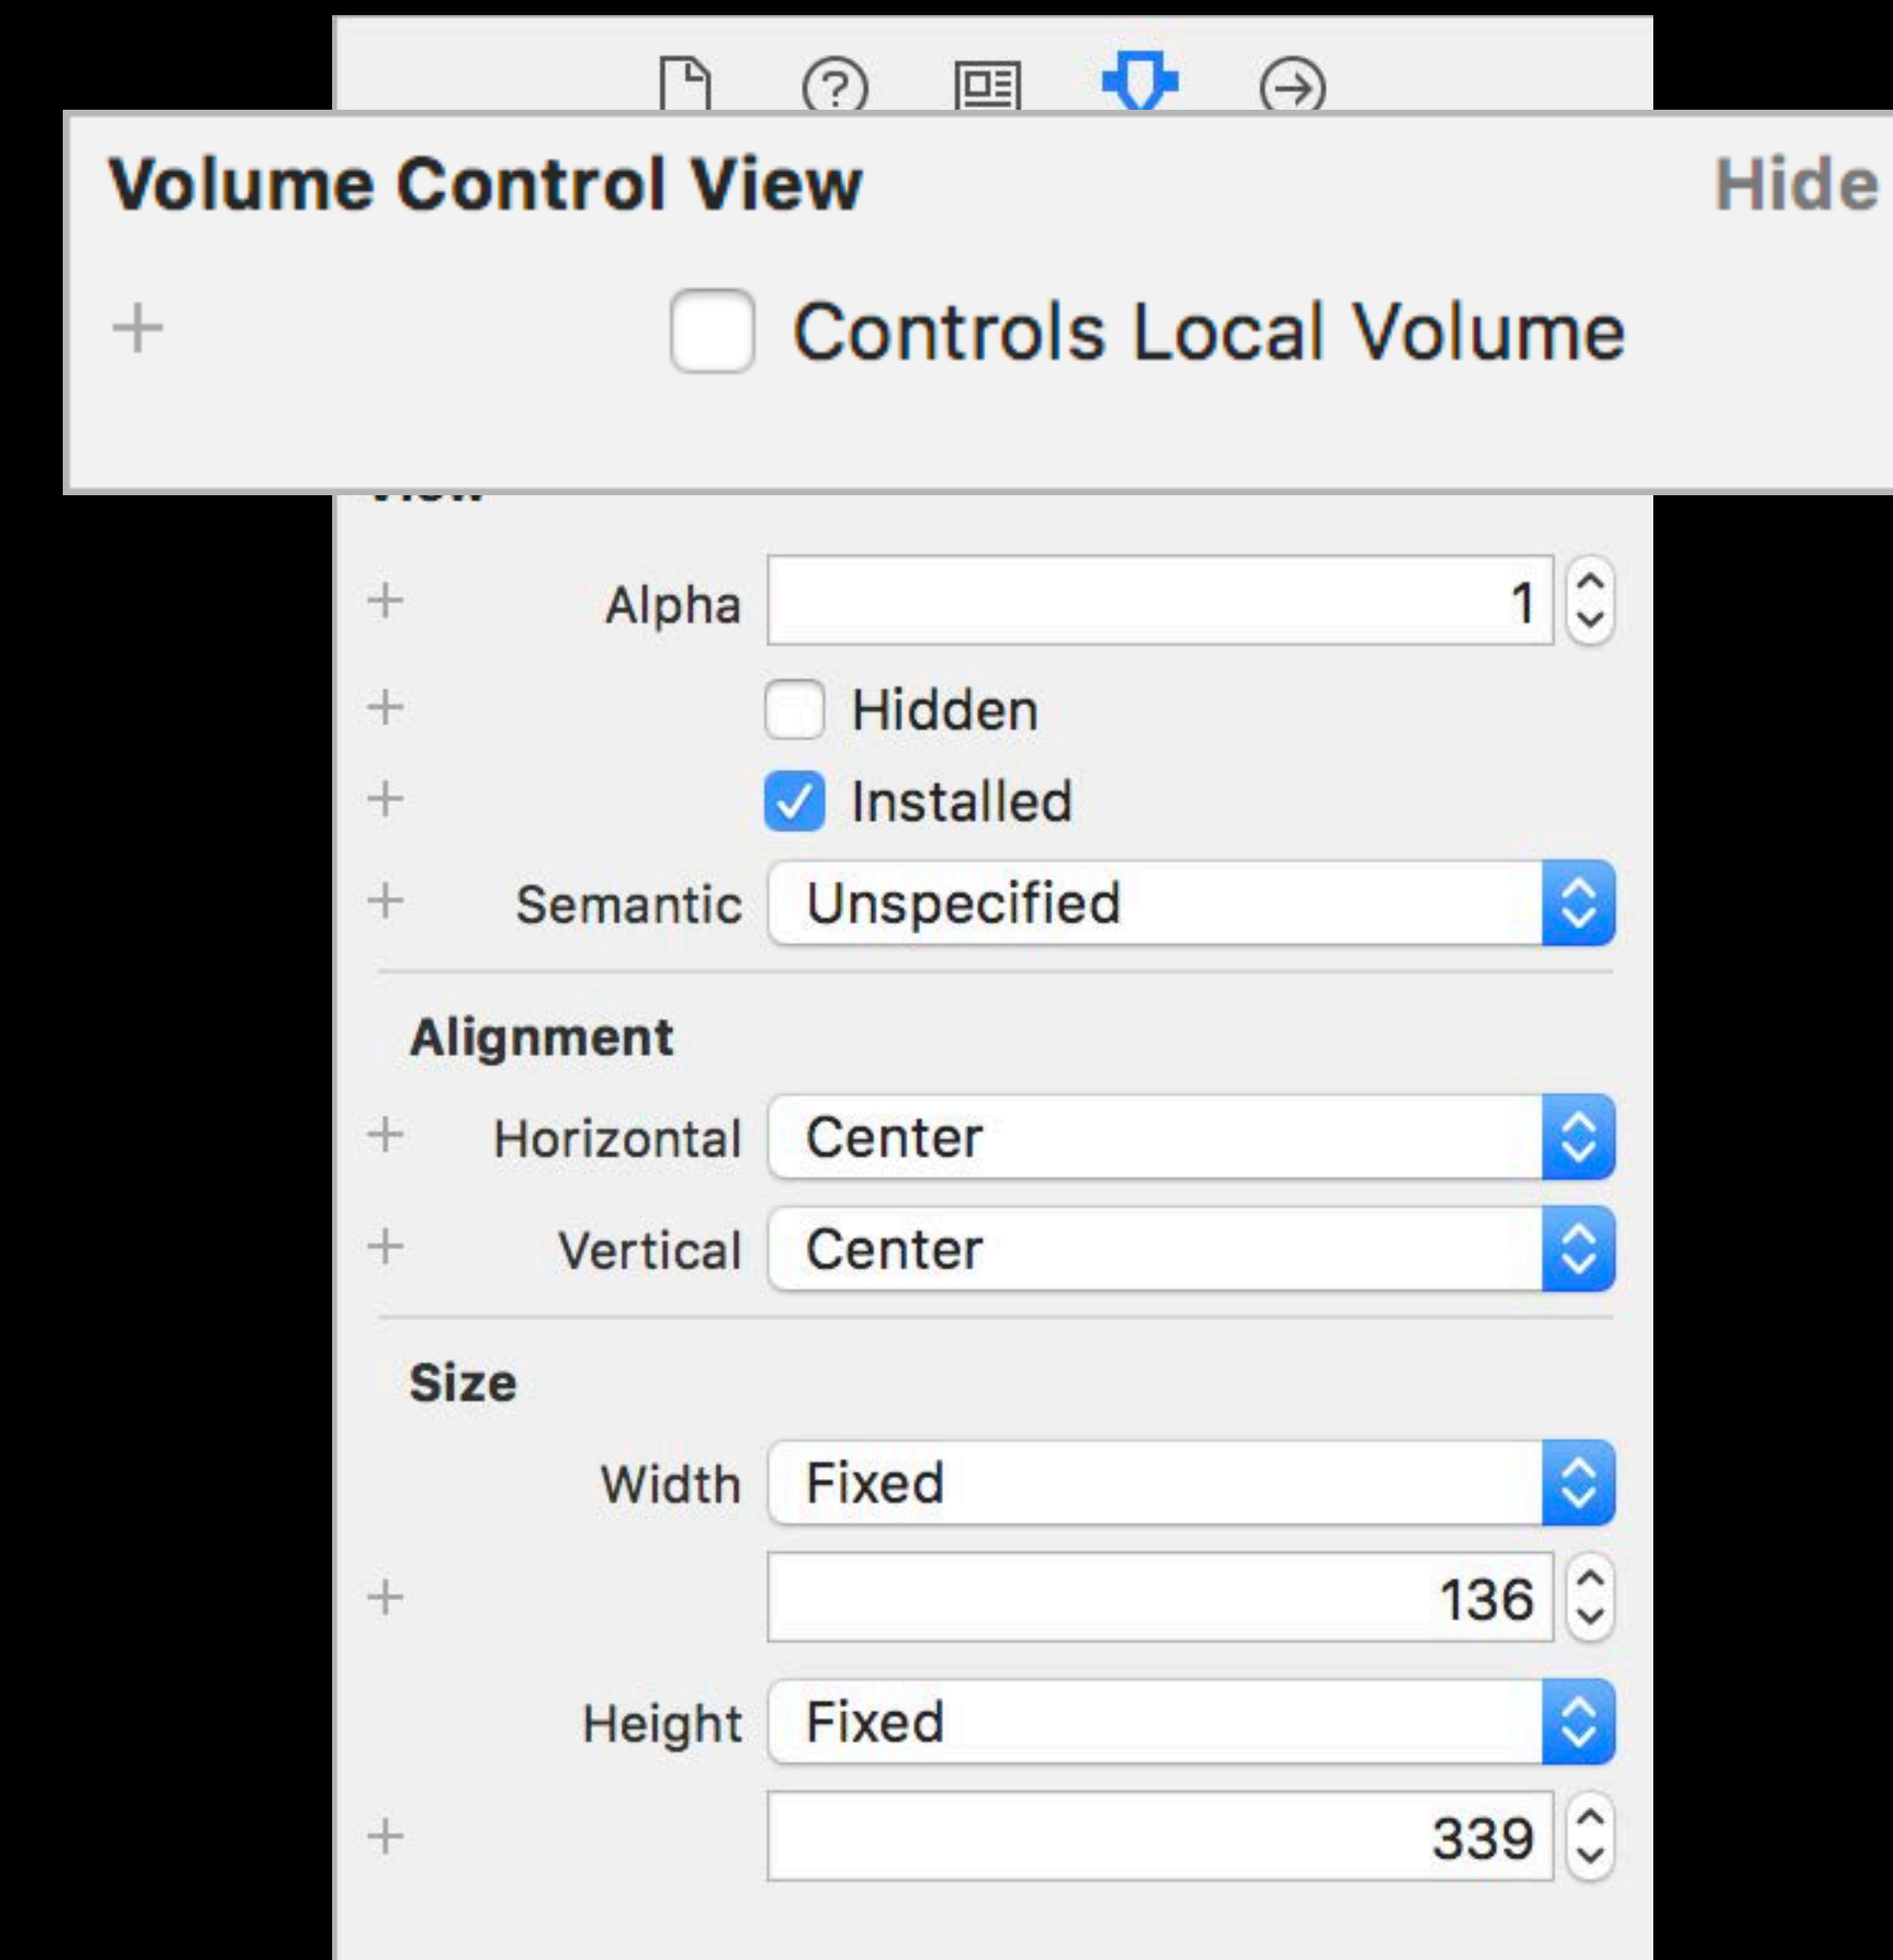 Volume Control View Hide
Controls Local Volume
Alpha 1
Hidden
Installed
Semantic Unspecified
Alignment
Horizontal Center
Vertical Center
Size
Width Fixed
136
Height Fixed
339